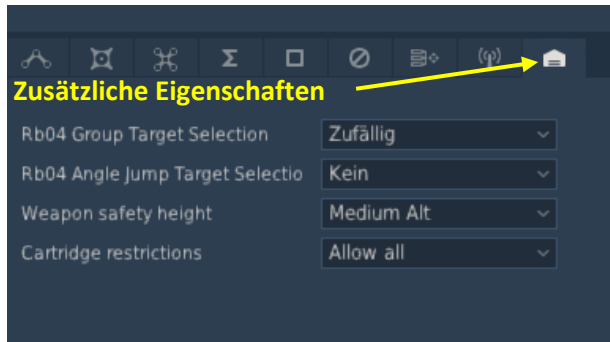 Zusätzliche Eigenschaften
Rb04 Group Target Selection Zufällig
Rb04 Angle Jump Target Selectio Kein
Weapon safety height Medium Alt
Cartridge restrictions Allow all